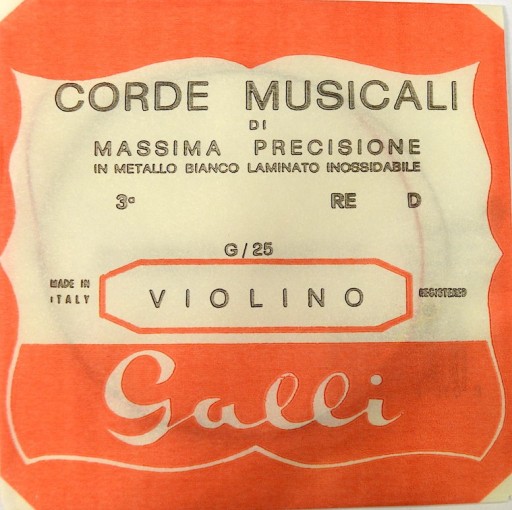 CORDE MUSICALI
DI
MASSIMA PRECISIONE
IN METALLO BIANCO LAMINATO INOSSIDABILE
3ª RE D
G/25
MADE IN
ITALY
VIOLINO
REGISTERED
Galli